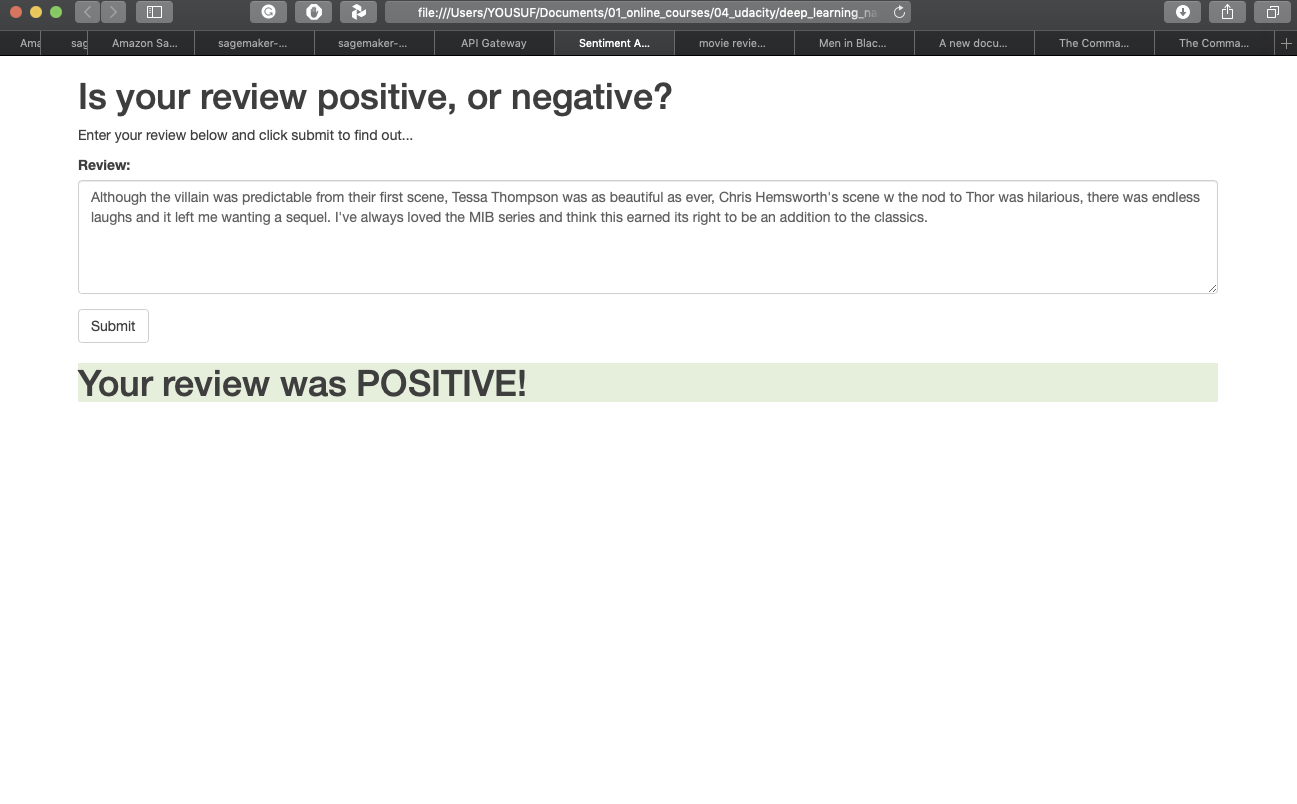 file:///Users/YOUSUF/Documents/01_online_courses/04_udacity/deep_learning_na
Ama
sag
Amazon Sa...
sagemaker-...
sagemaker-...
API Gateway
Sentiment A...
movie revie...
Men in Blac...
A new docu...
The Comma...
The Comma...
Is your review positive, or negative?
Enter your review below and click submit to find out...
Review:
Although the villain was predictable from their first scene, Tessa Thompson was as beautiful as ever, Chris Hemsworth's scene w the nod to Thor was hilarious, there was endless
laughs and it left me wanting a sequel. I've always loved the MIB series and think this earned its right to be an addition to the classics.
Submit
Your review was POSITIVE!